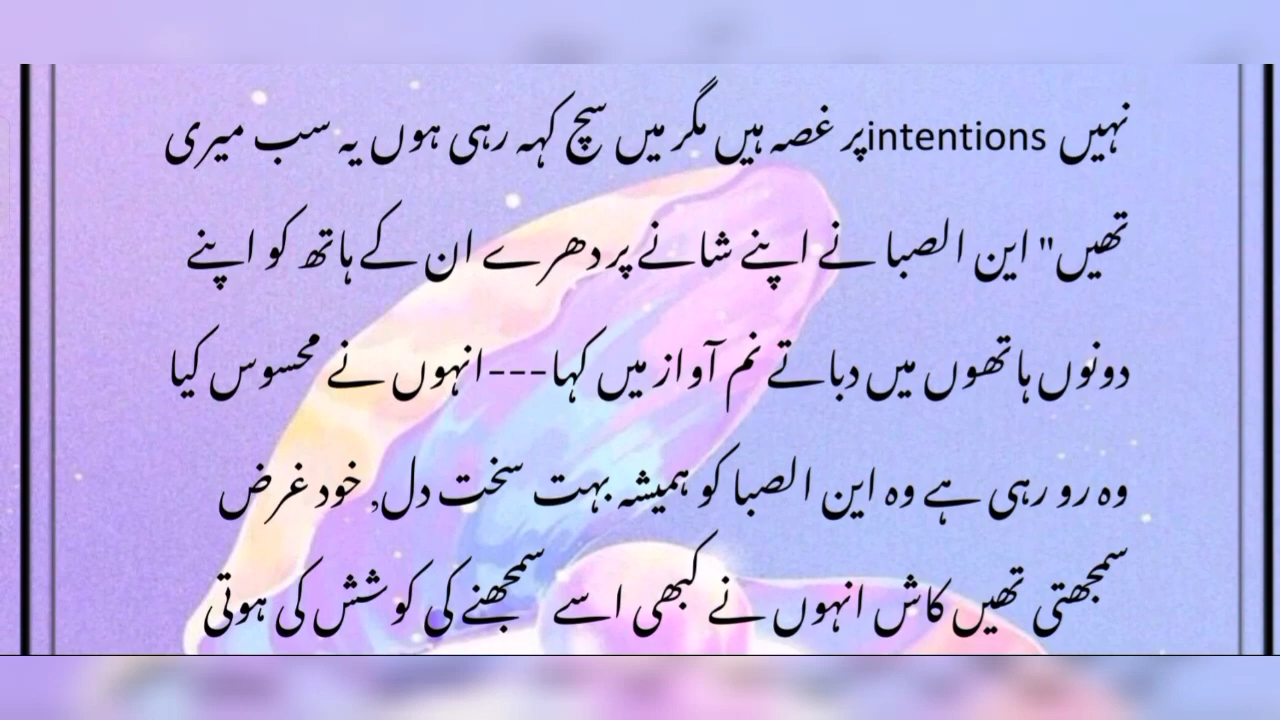 نہیں intentionsپر غصہ ہیں مگر میں سچ کہہ رہی ہوں یہ سب میری
تھیں" این الصبا نے اپنے شانے پر دھرے ان کے ہاتھ کو اپنے
دونوں ہاتھوں میں دباتے نم آواز میں کہا---انہوں نے محسوس کیا
وہ رو رہی ہے وہ این الصبا کو ہمیشہ بہت سخت دل, خود غرض
سمجھتی تھیں کاش انہوں نے کبھی اسے سمجھنے کی کوشش کی ہوتی